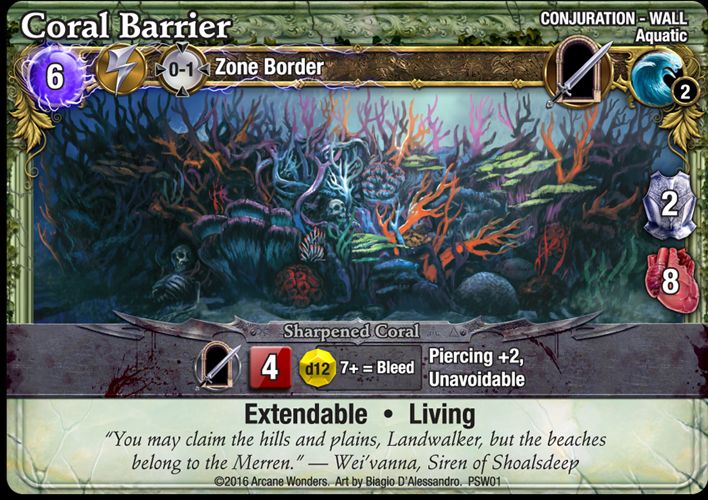 Coral Barrier
CONJURATION - WALL
Aquatic
6
0-1
Zone Border
2
2
8
Sharpened Coral
4
d12
7+ = Bleed
Piercing +2,
Unavoidable
Extendable • Living
“You may claim the hills and plains, Landwalker, but the beaches
belong to the Merren.” — Wei’vanna, Siren of Shoalsdeep
©2016 Arcane Wonders. Art by Biagio D’Alessandro. PSW01